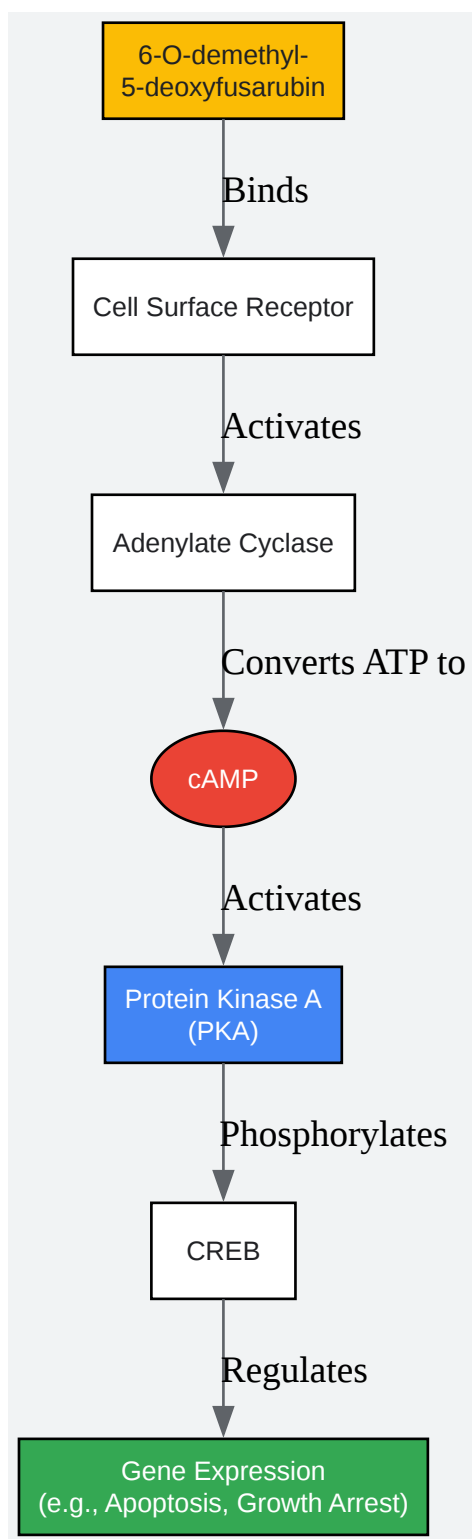 6-O-demethyl-
5-deoxyfusarubin
Binds
Cell Surface Receptor
Activates
Adenylate Cyclase
Converts ATP to
cAMP
Activates
Protein Kinase A
(PKA)
Phosphorylates
CREB
Regulates
Gene Expression
(e.g., Apoptosis, Growth Arrest)